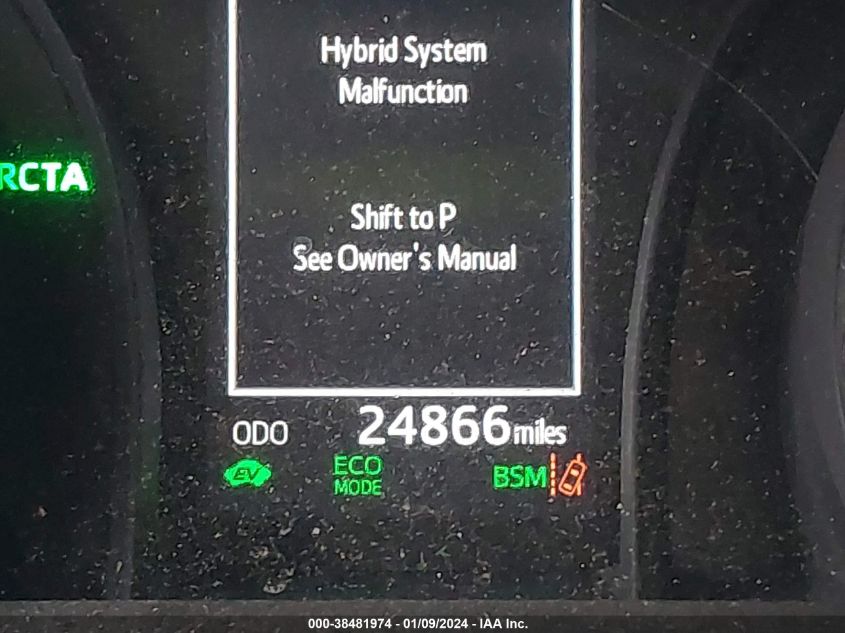 Hybrid System
Malfunction
RCTA
Shift to P
See Owner's Manual
ODO 24866 miles
EV ECO MODE BSM
000-38481974 - 01/09/2024 - IAA Inc.